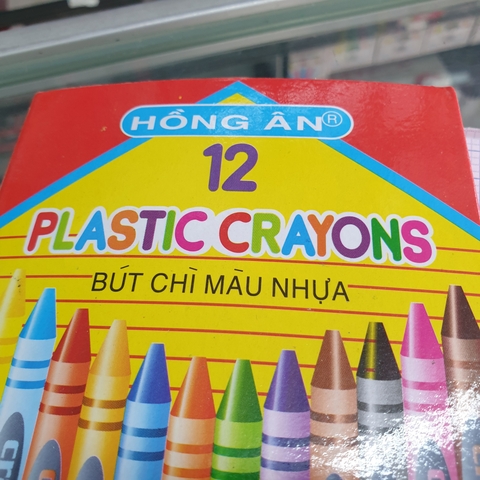 HỒNG ÂN®
12
PLASTIC CRAYONS
BÚT CHÌ MÀU NHỰA